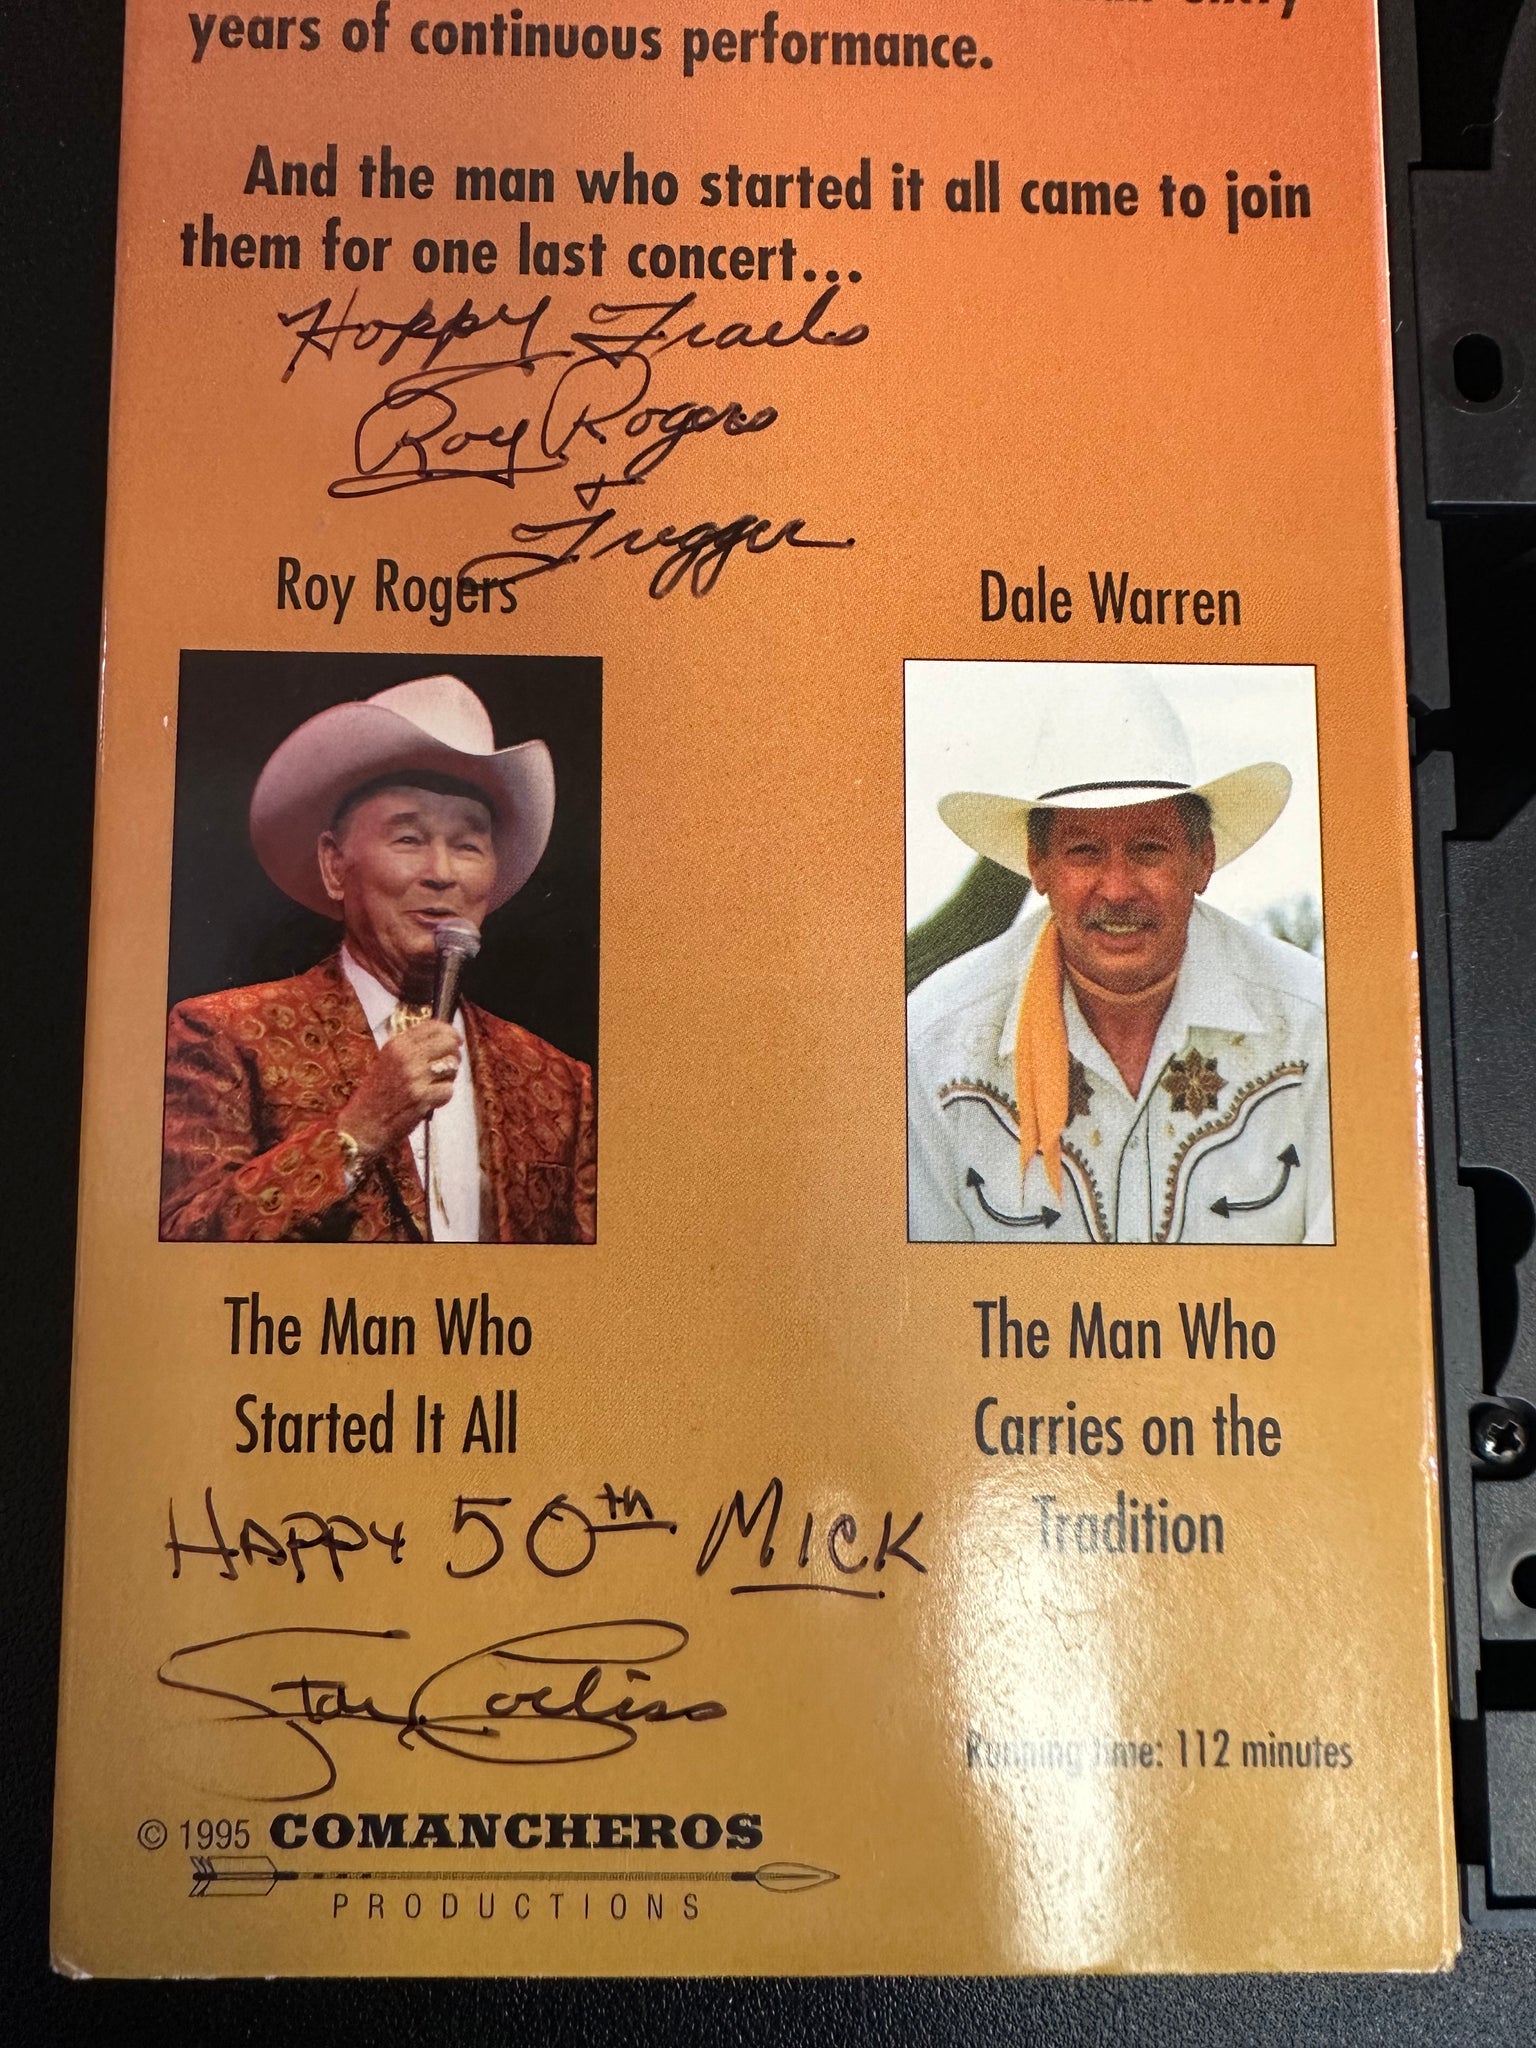 years of continuous performance.
And the man who started it all came to join
them for one last concert...
Happy Trails
Roy Rogers
+
Trigger
Roy Rogers
Dale Warren
The Man Who
Started It All
The Man Who
Carries on the
Tradition
HAPPY 50th MICK
Stan Corliss
Running time: 112 minutes
© 1995 COMANCHEROS
PRODUCTIONS